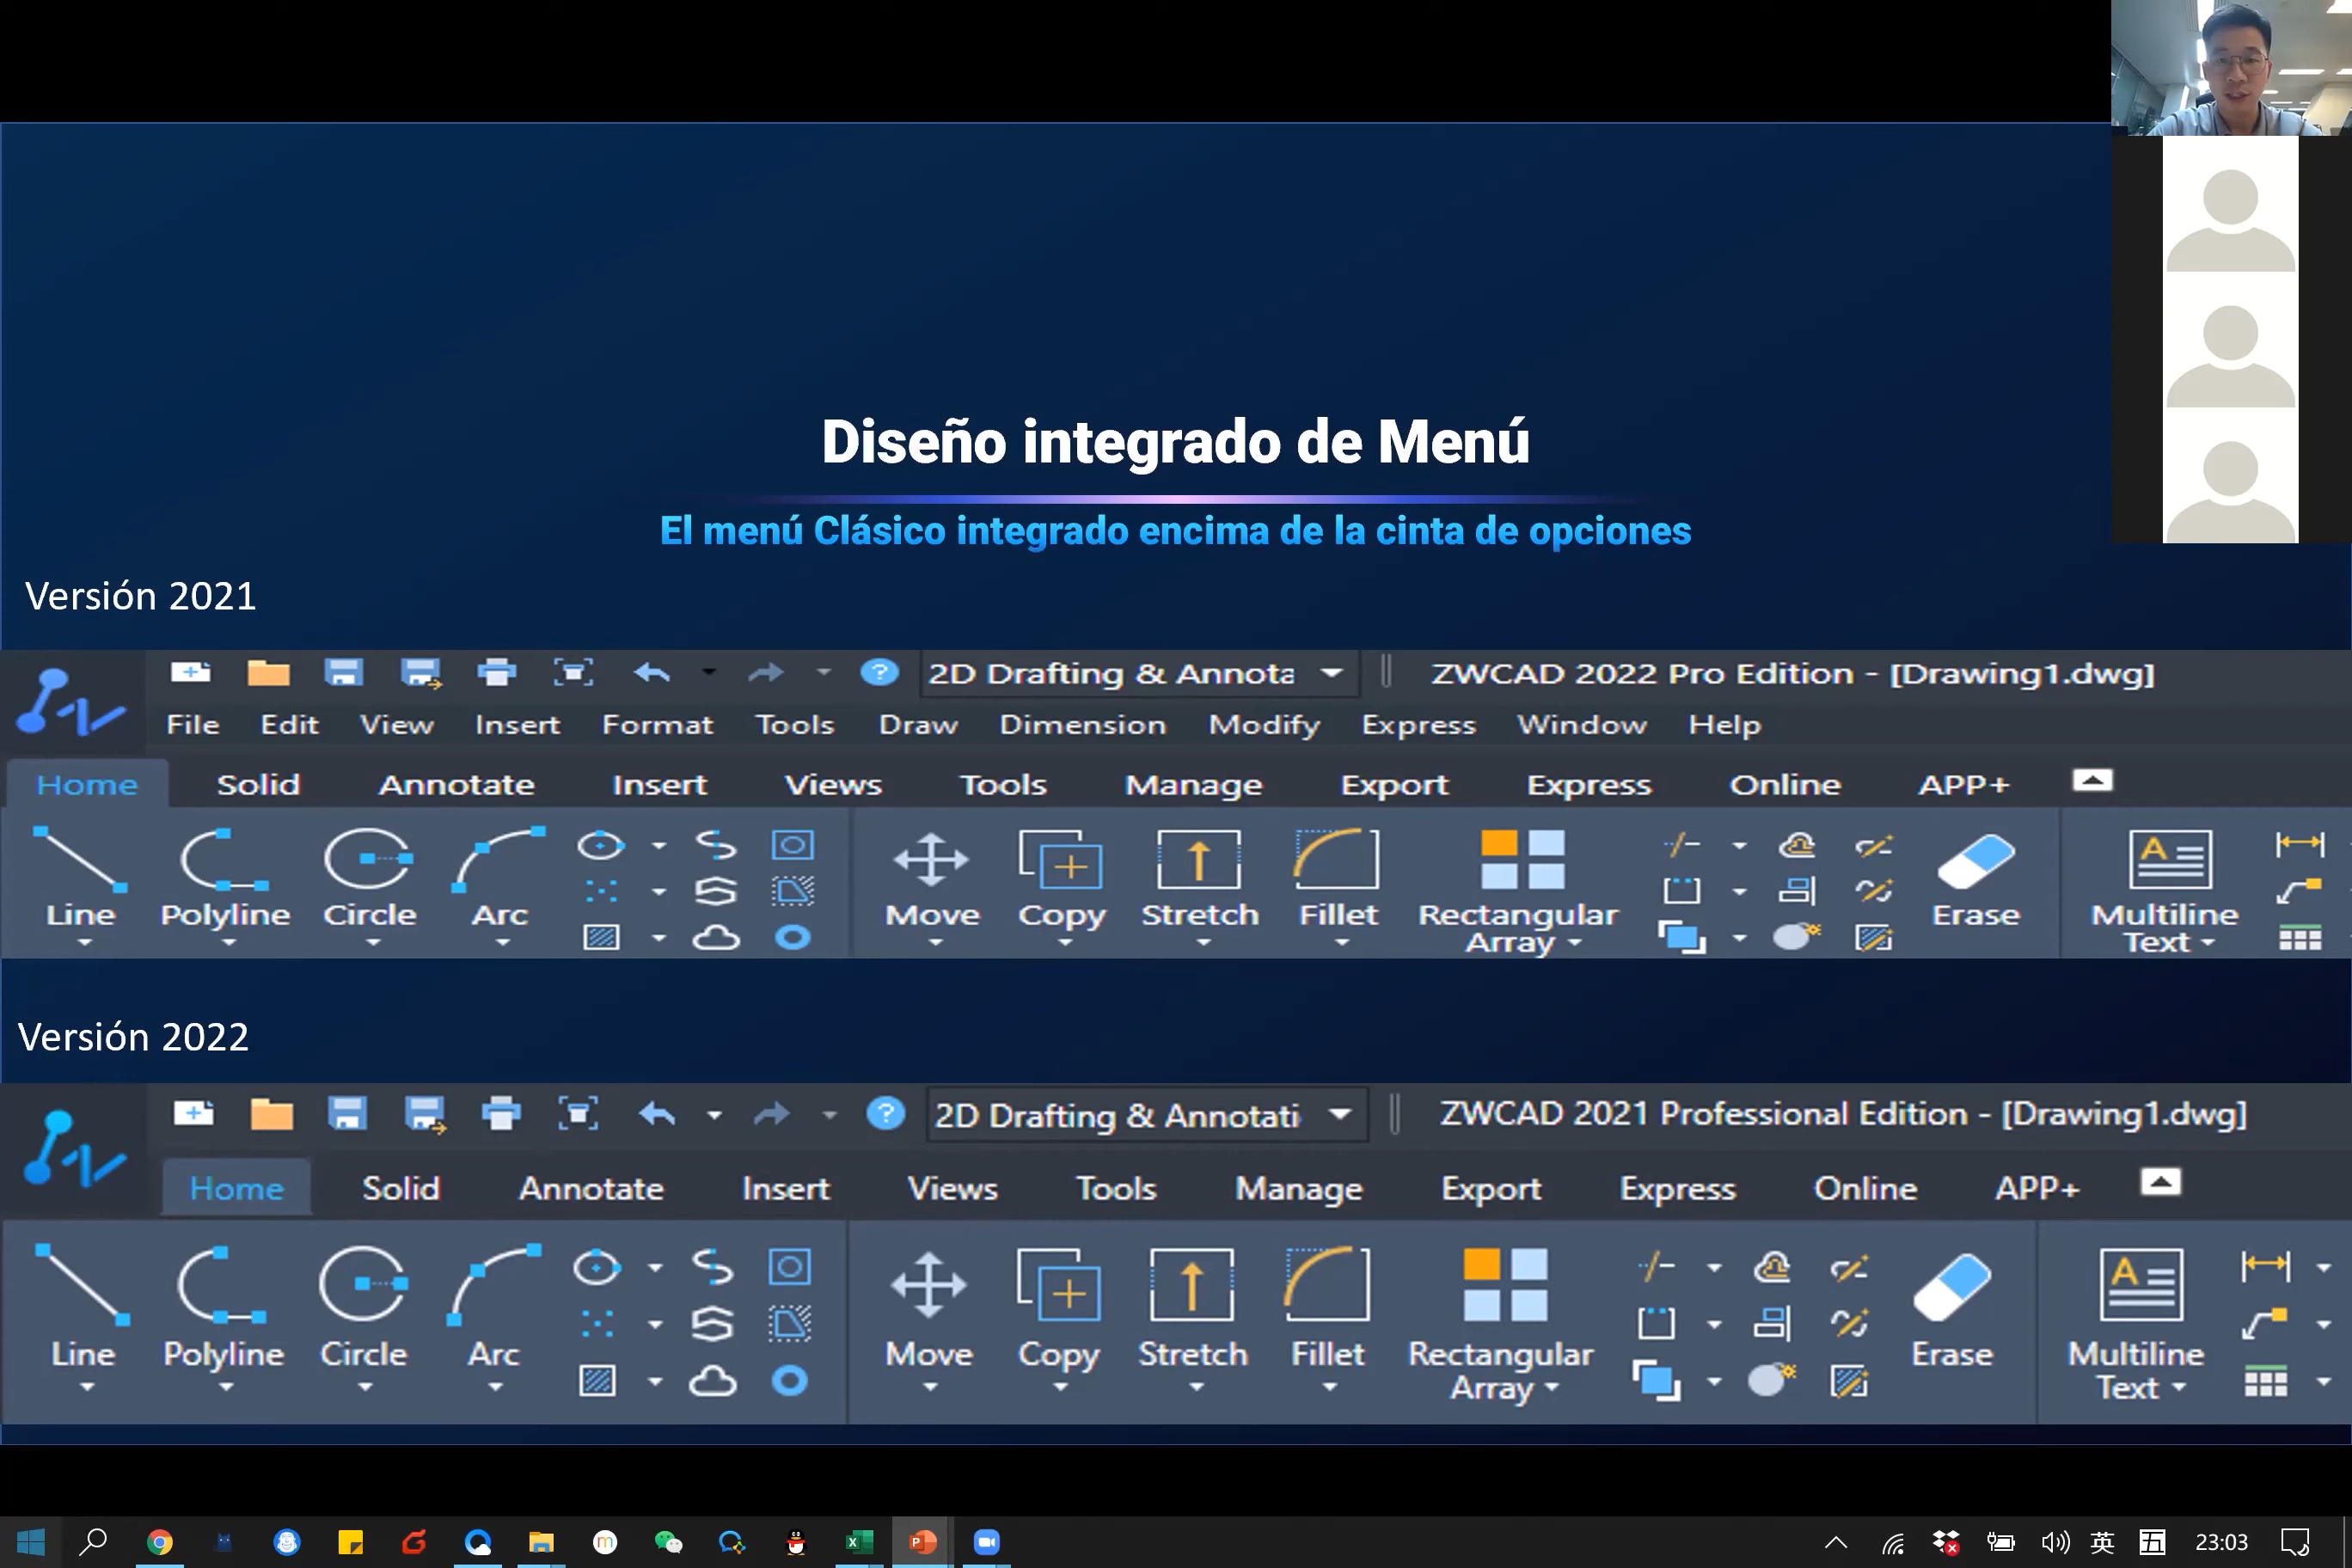 Diseño integrado de Menú
El menú Clásico integrado encima de la cinta de opciones
Versión 2021
2D Drafting & Annota ZWCAD 2022 Pro Edition - [Drawing1.dwg]
File Edit View Insert Format Tools Draw Dimension Modify Express Window Help
Home Solid Annotate Insert Views Tools Manage Export Express Online APP+
Line Polyline Circle Arc Move Copy Stretch Fillet Rectangular Erase Multiline
Array Text
Versión 2022
2D Drafting & Annotati ZWCAD 2021 Professional Edition - [Drawing1.dwg]
Home Solid Annotate Insert Views Tools Manage Export Express Online APP+
Line Polyline Circle Arc Move Copy Stretch Fillet Rectangular Erase Multiline
Array Text
英 五 23:03